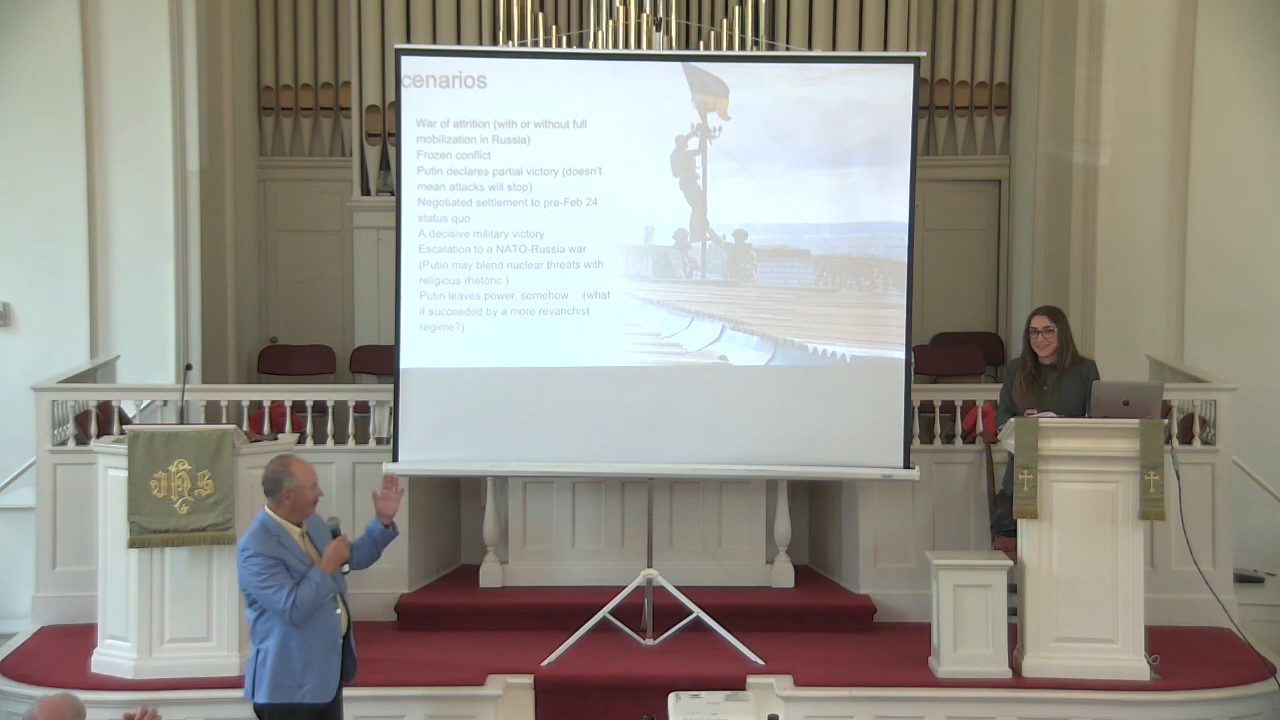 cenarios
War of attrition (with or without full
mobilization in Russia)
Frozen conflict
Putin declares partial victory (doesn't
mean attacks will stop)
Negotiated settlement to pre-Feb 24
status quo
A decisive military victory
Escalation to a NATO-Russia war
(Putin may blend nuclear threats with
religious rhetoric )
Putin leaves power, somehow (what
if succeeded by a more revanchist
regime?)
IHS